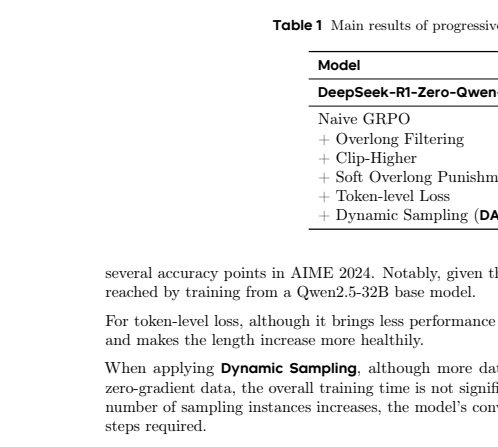 Table 1 Main results of progressive
Model
DeepSeek-R1-Zero-Qwen-
Naive GRPO
+ Overlong Filtering
+ Clip-Higher
+ Soft Overlong Punishm
+ Token-level Loss
+ Dynamic Sampling (DA
several accuracy points in AIME 2024. Notably, given th
reached by training from a Qwen2.5-32B base model.
For token-level loss, although it brings less performance
and makes the length increase more healthily.
When applying Dynamic Sampling, although more dat
zero-gradient data, the overall training time is not signifi
number of sampling instances increases, the model's conv
steps required.